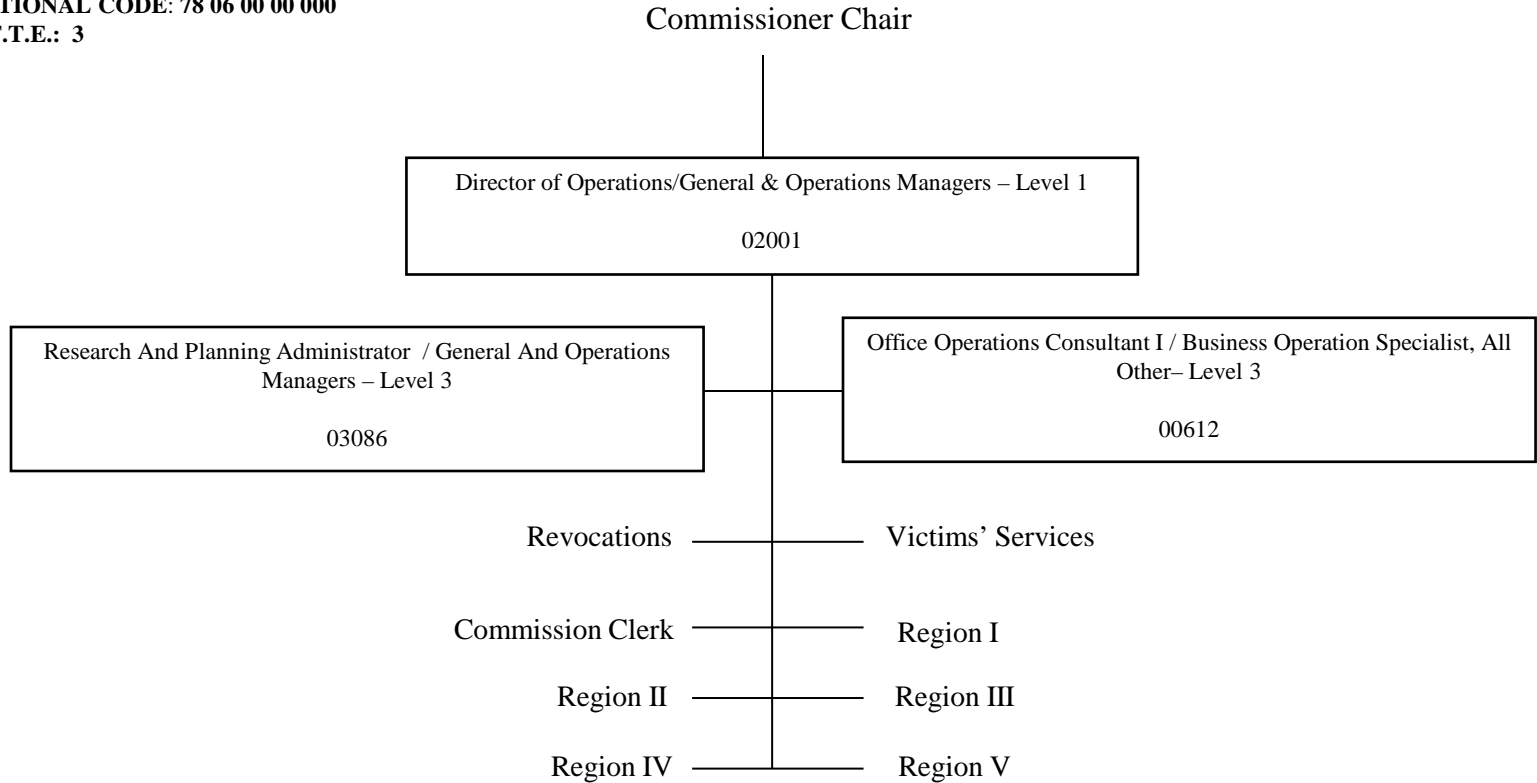 CODE: 78 06 00 00 000
3
Commissioner Chair
Director of Operations/General & Operations Managers – Level 1
02001
Research And Planning Administrator / General And Operations
Managers – Level 3
03086
Office Operations Consultant I / Business Operation Specialist, All
Other– Level 3
00612
Revocations
Victims’ Services
Commission Clerk
Region I
Region II
Region III
Region IV
Region V